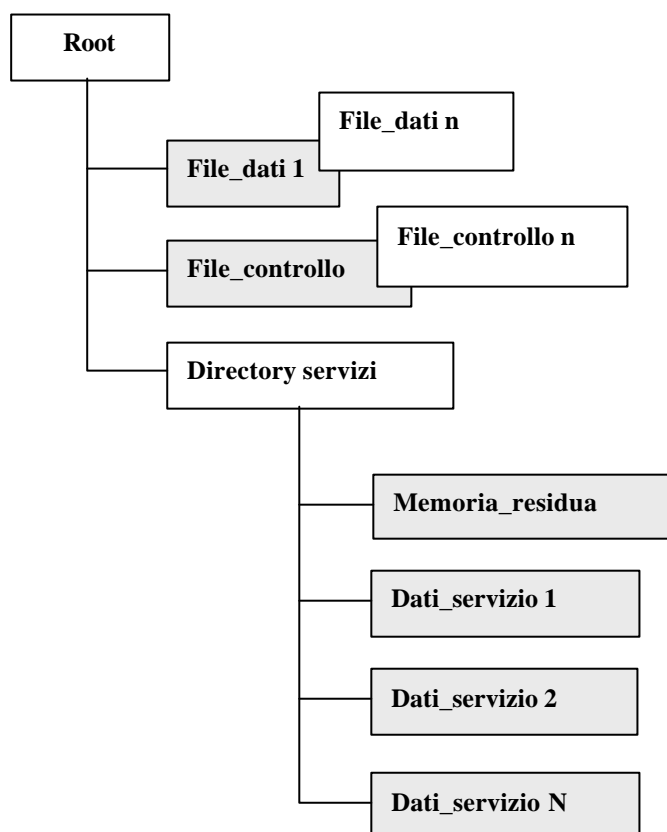 Root
File_dati n
File_dati 1
File_controllo n
File_controllo
Directory servizi
Memoria_residua
Dati_servizio 1
Dati_servizio 2
Dati_servizio N